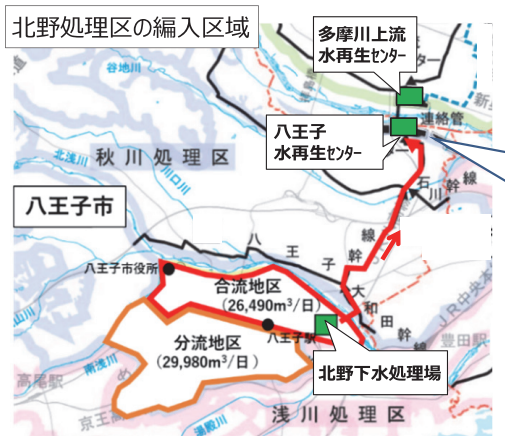 北野処理区の編入区域
多摩川上流
水再生ｾﾝﾀｰ
谷地川
連絡管
八王子
水再生ｾﾝﾀｰ
秋川処理区
北浅川
川口川
石川幹線
八王子市
八王子幹線
八王子市役所
合流地区
(26,490m³/日)
大和田幹線
JR中央本
分流地区
(29,980m³/日)
八王子駅
豊田駅
北野下水処理場
南浅川
高尾駅
京王高
湯殿川
浅川処理区